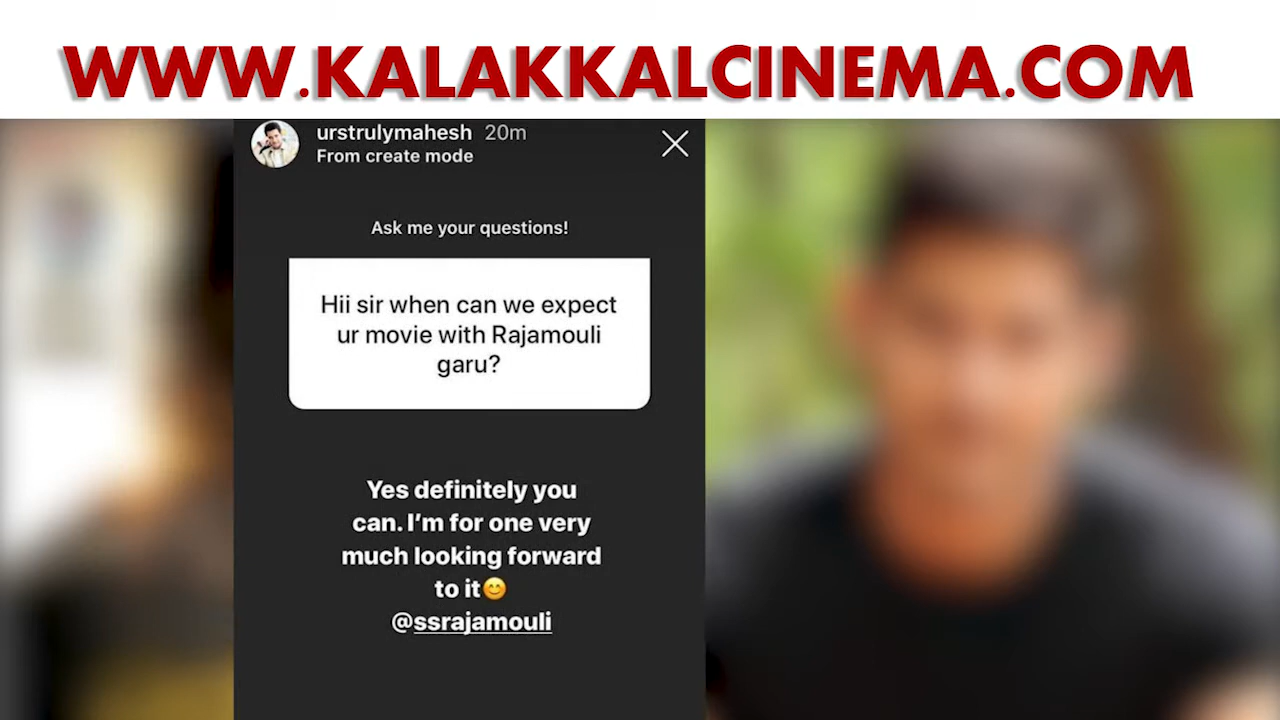 WWW.KALAKKALCINEMA.COM
urstrulymahesh 20m
From create mode
Ask me your questions!
Hii sir when can we expect
ur movie with Rajamouli
garu?
Yes definitely you
can. I'm for one very
much looking forward
to it😊
@ssrajamouli